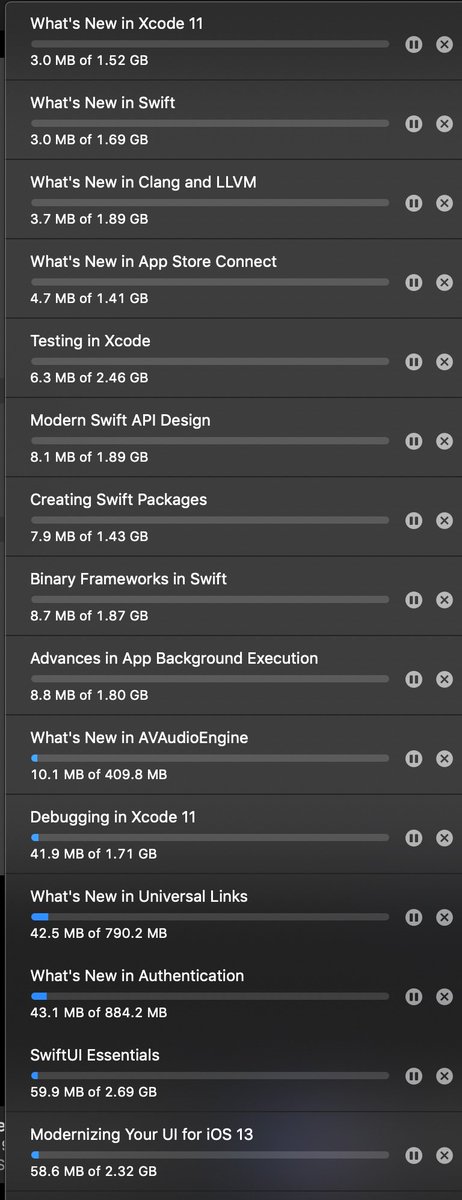 What's New in Xcode 11
3.0 MB of 1.52 GB
What's New in Swift
3.0 MB of 1.69 GB
What's New in Clang and LLVM
3.7 MB of 1.89 GB
What's New in App Store Connect
4.7 MB of 1.41 GB
Testing in Xcode
6.3 MB of 2.46 GB
Modern Swift API Design
8.1 MB of 1.89 GB
Creating Swift Packages
7.9 MB of 1.43 GB
Binary Frameworks in Swift
8.7 MB of 1.87 GB
Advances in App Background Execution
8.8 MB of 1.80 GB
What's New in AVAudioEngine
10.1 MB of 409.8 MB
Debugging in Xcode 11
41.9 MB of 1.71 GB
What's New in Universal Links
42.5 MB of 790.2 MB
What's New in Authentication
43.1 MB of 884.2 MB
SwiftUI Essentials
59.9 MB of 2.69 GB
Modernizing Your UI for iOS 13
58.6 MB of 2.32 GB